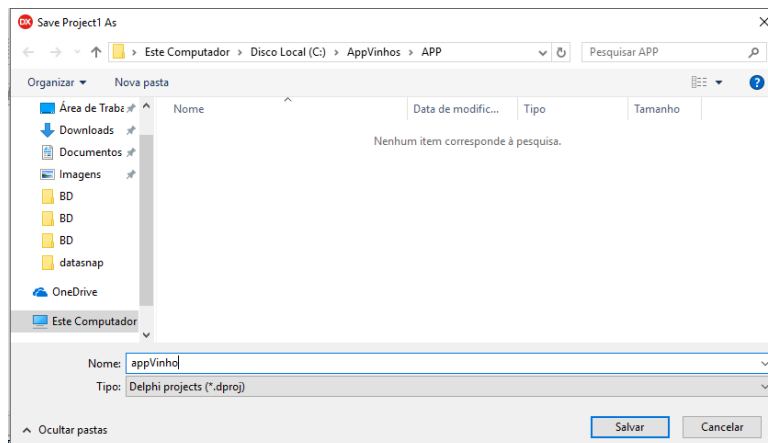 DX Save Project1 As
Este Computador > Disco Local (C:) > AppVinhos > APP
Pesquisar APP
Organizar
Nova pasta
?
Área de Traba
Nome
Data de modific...
Tipo
Tamanho
Downloads
Nenhum item corresponde à pesquisa.
Documentos
Imagens
BD
BD
BD
datasnap
OneDrive
Este Computador
Nome: appVinho
Tipo: Delphi projects (*.dproj)
Ocultar pastas
Salvar
Cancelar